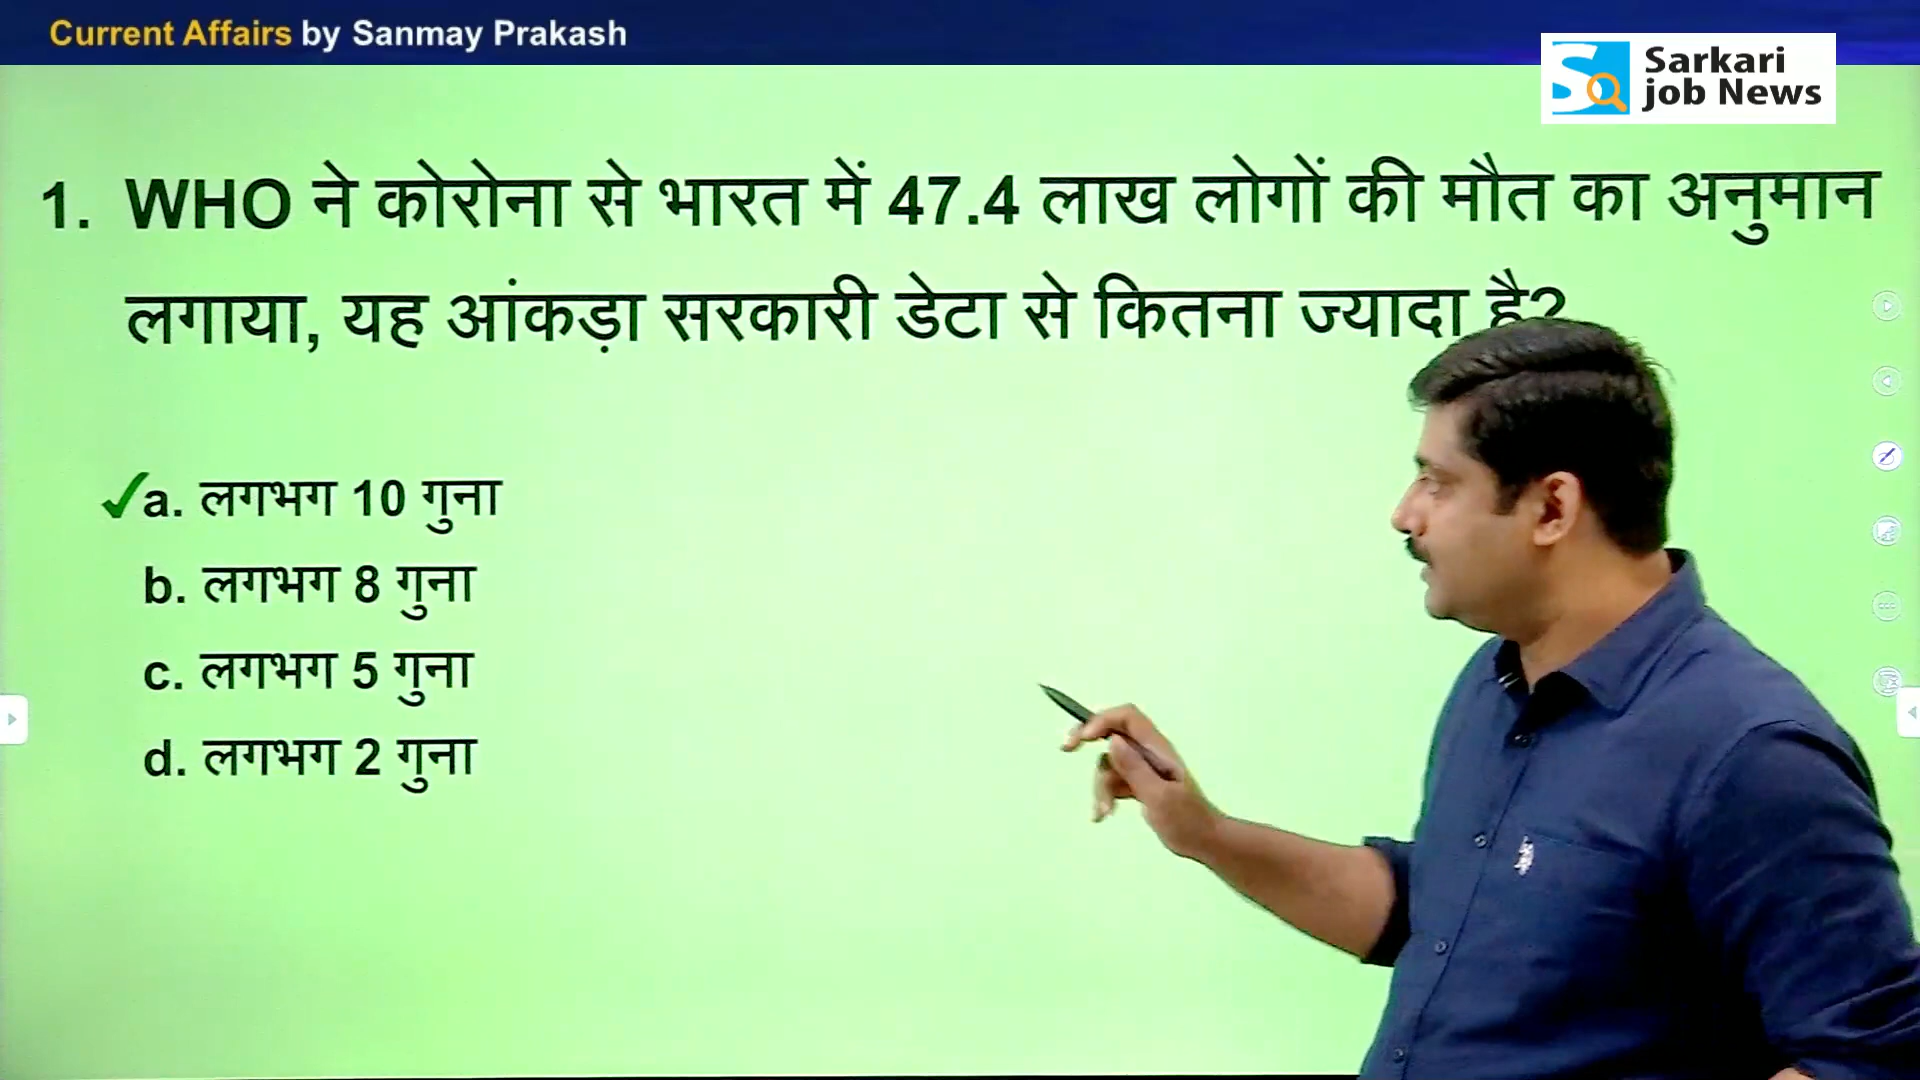 Current Affairs by Sanmay Prakash
Sarkari
job News
1. WHO ने कोरोना से भारत में 47.4 लाख लोगों की मौत का अनुमान
लगाया, यह आंकड़ा सरकारी डेटा से कितना ज्यादा है?
✓a. लगभग 10 गुना
b. लगभग 8 गुना
c. लगभग 5 गुना
d. लगभग 2 गुना